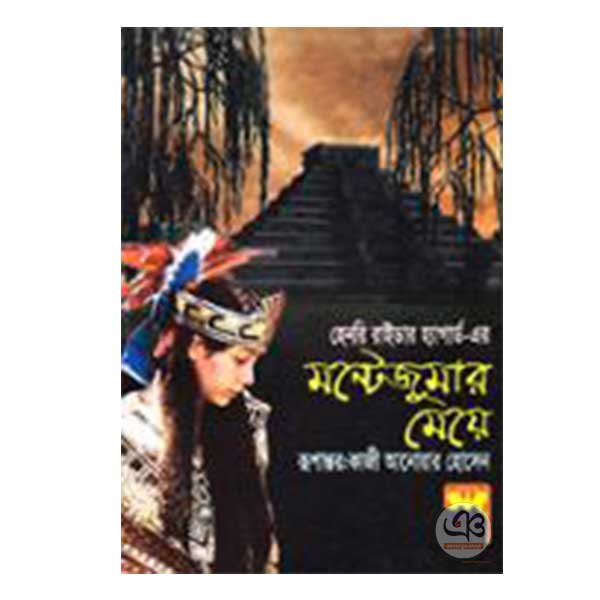 হেনরি রাইডার হ্যাগার্ড-এর
মন্টেজুমার
মেয়ে
রূপান্তর:কাজী আনোয়ার হোসেন